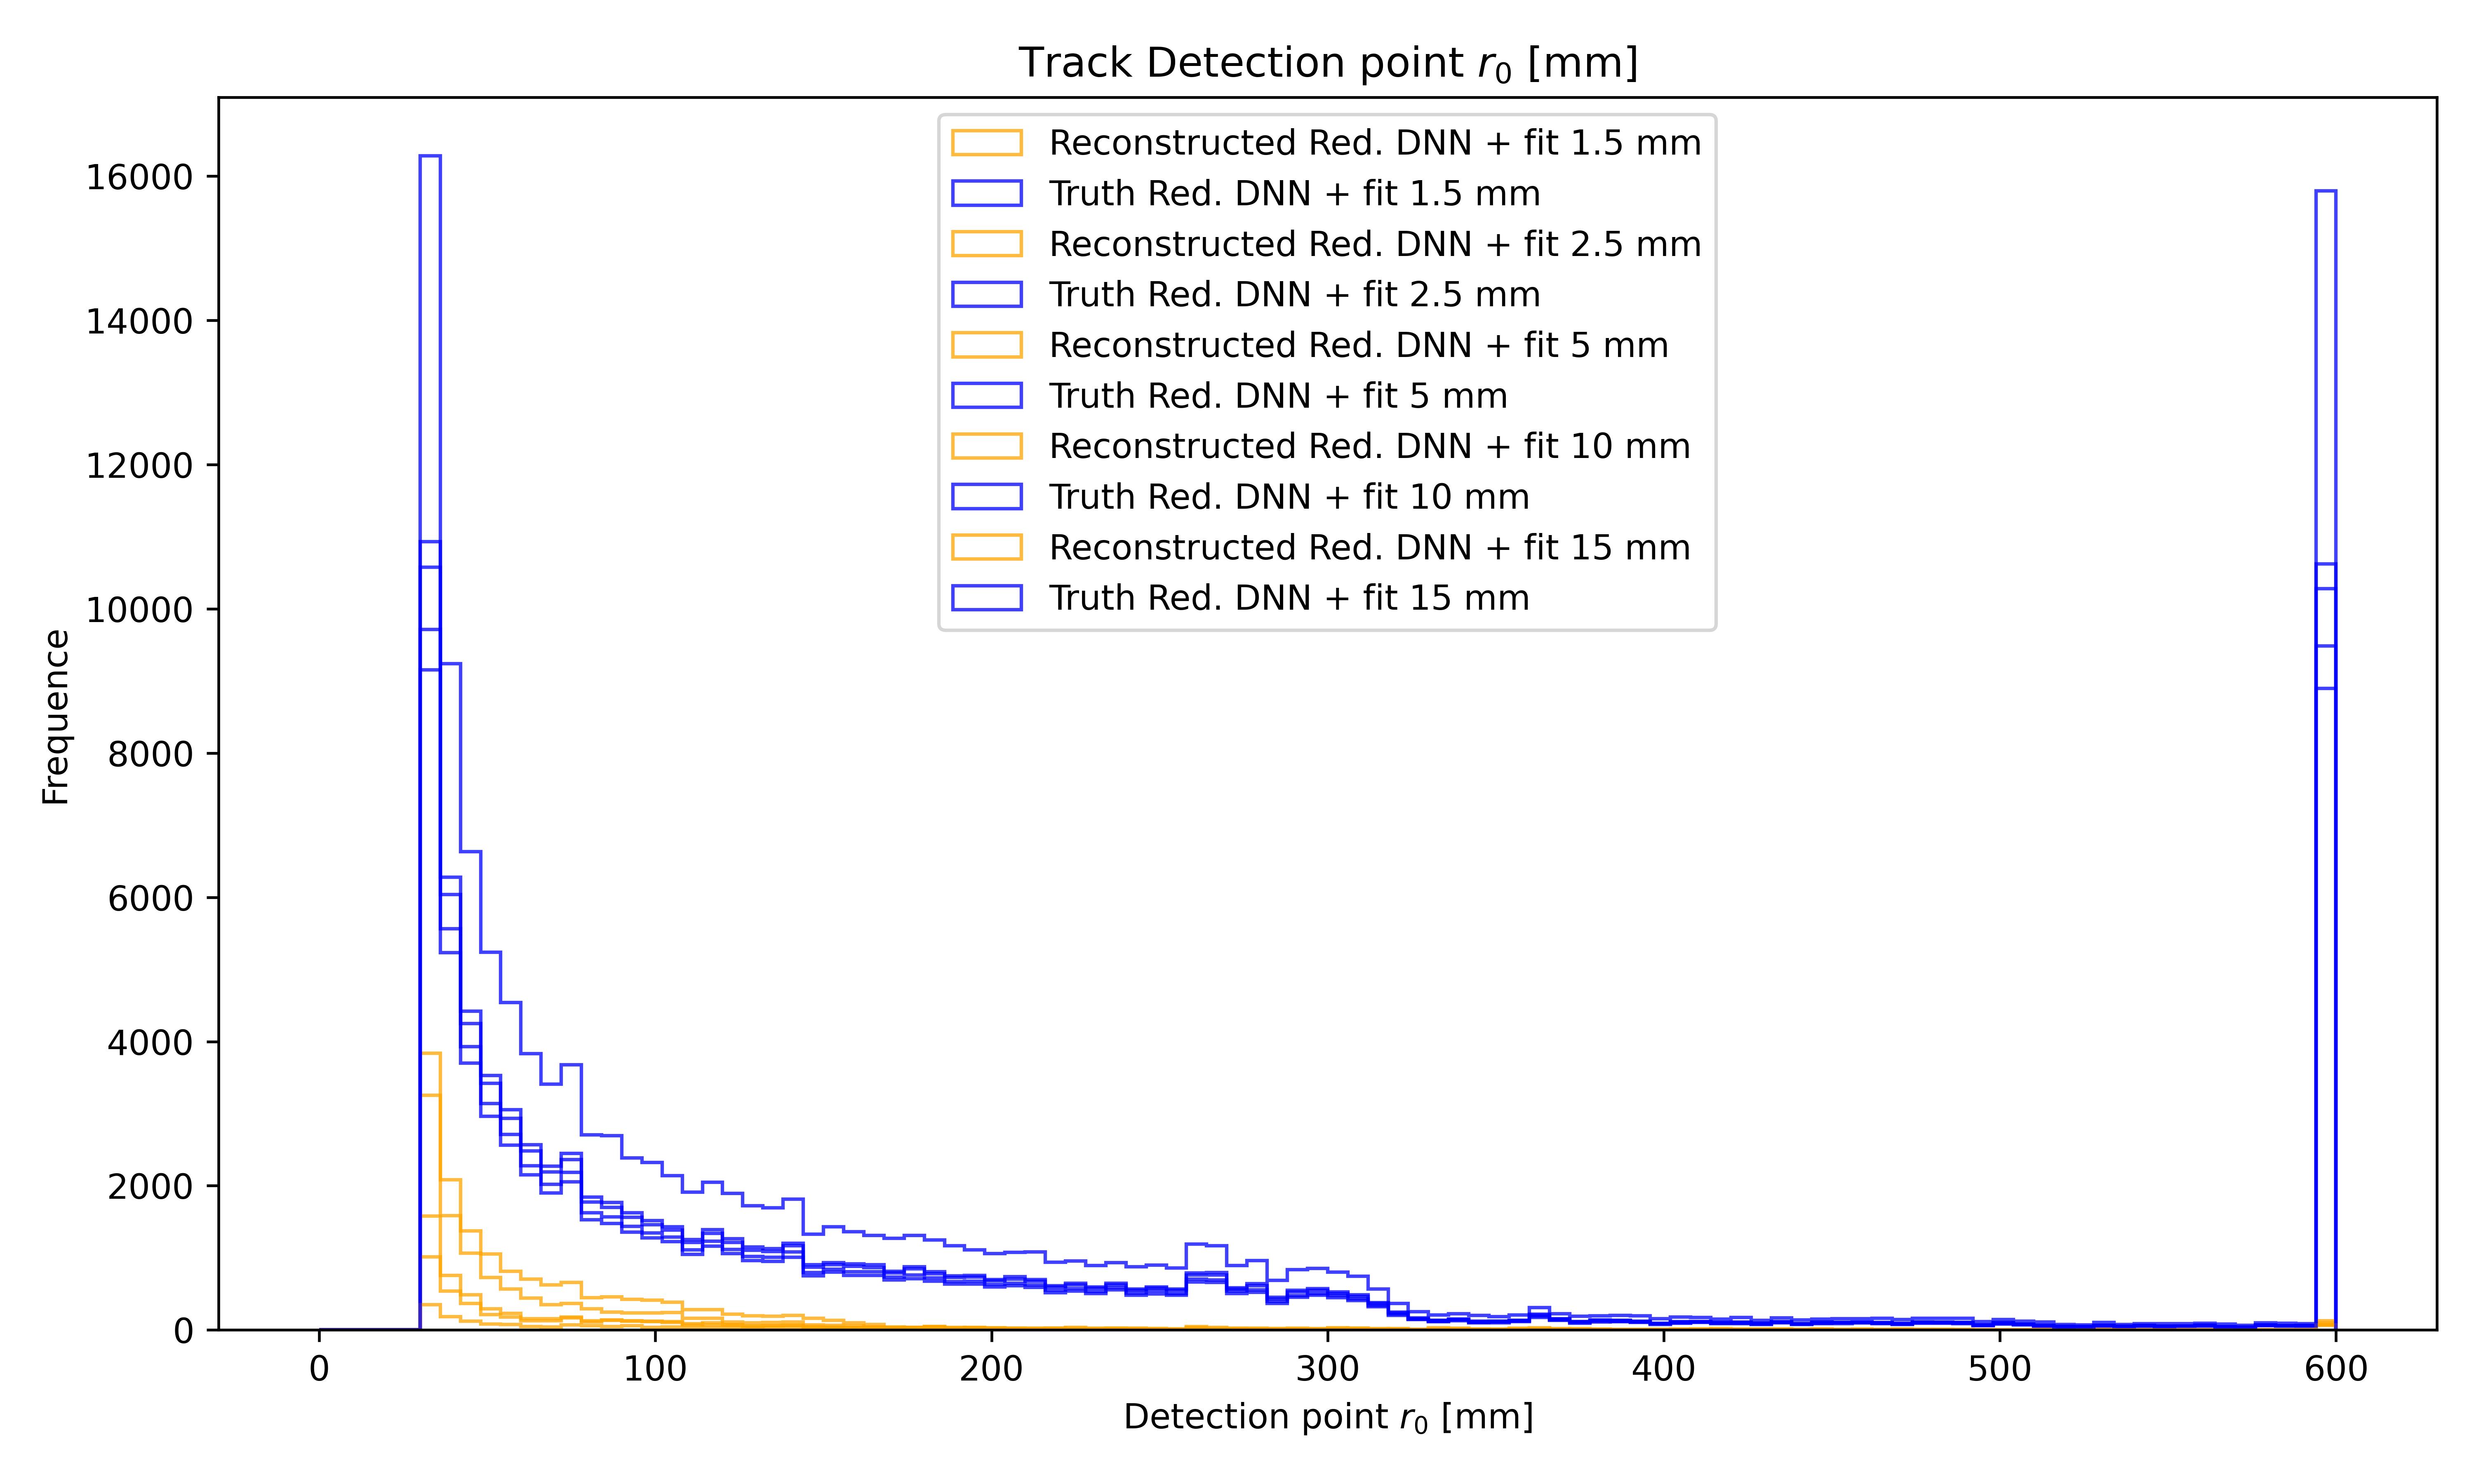 Track Detection point r₀ [mm]
Reconstructed Red. DNN + fit 1.5 mm
Truth Red. DNN + fit 1.5 mm
Reconstructed Red. DNN + fit 2.5 mm
Truth Red. DNN + fit 2.5 mm
Reconstructed Red. DNN + fit 5 mm
Truth Red. DNN + fit 5 mm
Reconstructed Red. DNN + fit 10 mm
Truth Red. DNN + fit 10 mm
Reconstructed Red. DNN + fit 15 mm
Truth Red. DNN + fit 15 mm
Frequence
16000
14000
12000
10000
8000
6000
4000
2000
0
0 100 200 300 400 500 600
Detection point r₀ [mm]